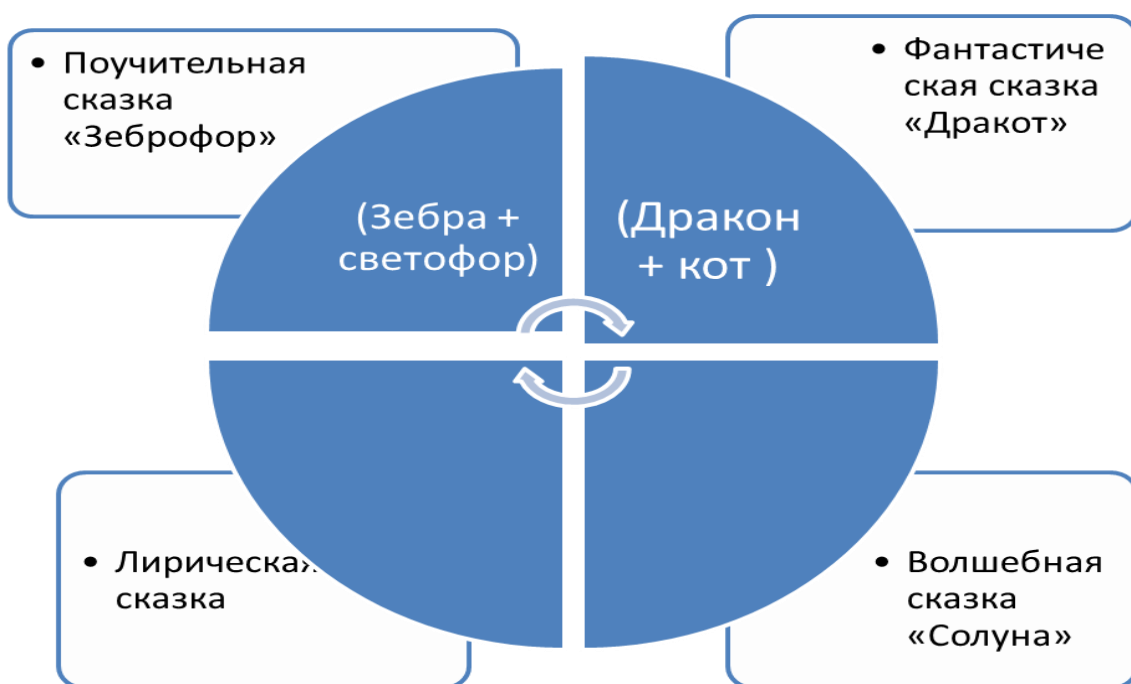 • Поучительная
сказка
«Зеброфор»
• Фантастиче
ская сказка
«Дракот»
(Зебра +
светофор)
(Дракон
+ кот )
• Лирическая
сказка
• Волшебная
сказка
«Солуна»